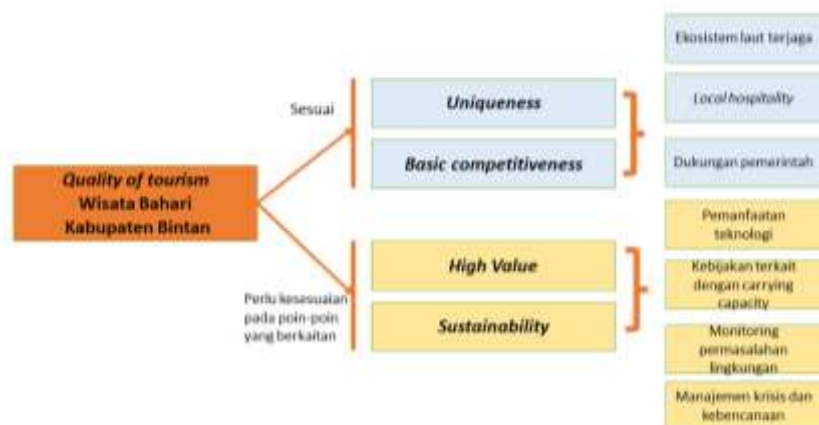 Quality of tourism
Wisata Bahari
Kabupaten Bintan
Sesuai
Uniqueness
Basic competitiveness
Ekosistem laut terjaga
Local hospitality
Dukungan pemerintah
Perlu kesesuaian
pada poin-poin
yang berkaitan
High Value
Sustainability
Pemanfaatan
teknologi
Kebijakan terkait
dengan carrying
capacity
Monitoring
permasalahan
lingkungan
Manajemen krisis dan
kebencanaan